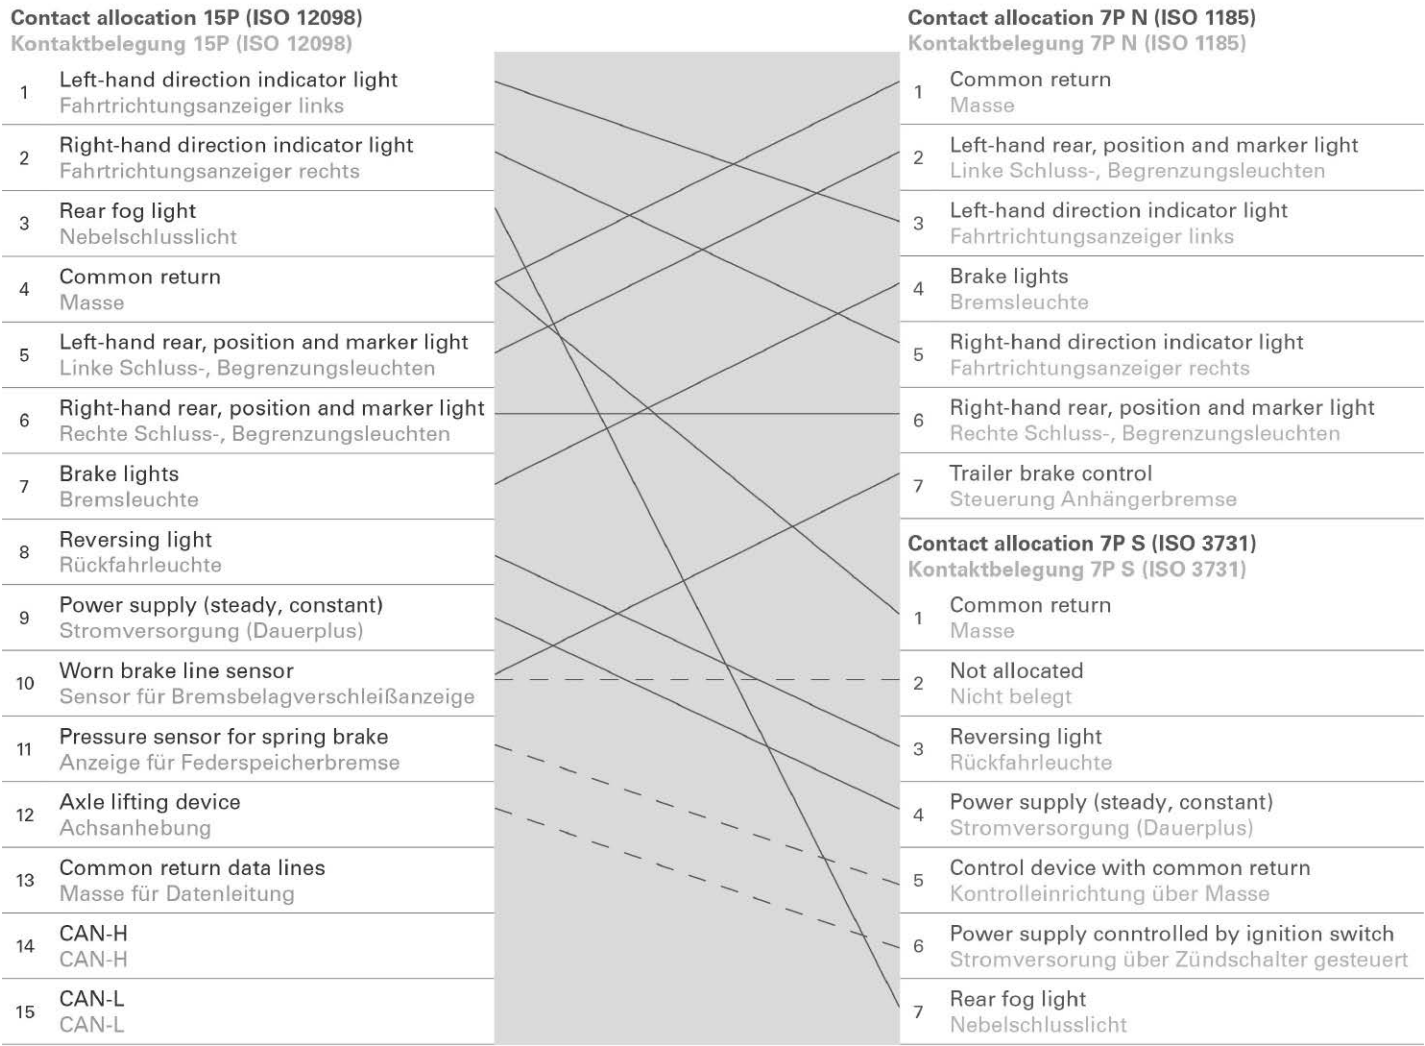 Contact allocation 15P (ISO 12098)
Kontaktbelegung 15P (ISO 12098)
1 Left-hand direction indicator light
Fahrtrichtungsanzeiger links
2 Right-hand direction indicator light
Fahrtrichtungsanzeiger rechts
3 Rear fog light
Nebelschlusslicht
4 Common return
Masse
5 Left-hand rear, position and marker light
Linke Schluss-, Begrenzungsleuchten
6 Right-hand rear, position and marker light
Rechte Schluss-, Begrenzungsleuchten
7 Brake lights
Bremsleuchte
8 Reversing light
Rückfahrleuchte
9 Power supply (steady, constant)
Stromversorgung (Dauerplus)
10 Worn brake line sensor
Sensor für Bremsbelagverschleißanzeige
11 Pressure sensor for spring brake
Anzeige für Federspeicherbremse
12 Axle lifting device
Achsanhebung
13 Common return data lines
Masse für Datenleitung
14 CAN-H
CAN-H
15 CAN-L
CAN-L
Contact allocation 7P N (ISO 1185)
Kontaktbelegung 7P N (ISO 1185)
1 Common return
Masse
2 Left-hand rear, position and marker light
Linke Schluss-, Begrenzungsleuchten
3 Left-hand direction indicator light
Fahrtrichtungsanzeiger links
4 Brake lights
Bremsleuchte
5 Right-hand direction indicator light
Fahrtrichtungsanzeiger rechts
6 Right-hand rear, position and marker light
Rechte Schluss-, Begrenzungsleuchten
7 Trailer brake control
Steuerung Anhängerbremse
Contact allocation 7P S (ISO 3731)
Kontaktbelegung 7P S (ISO 3731)
1 Common return
Masse
2 Not allocated
Nicht belegt
3 Reversing light
Rückfahrleuchte
4 Power supply (steady, constant)
Stromversorgung (Dauerplus)
5 Control device with common return
Kontrolleinrichtung über Masse
6 Power supply conntrolled by ignition switch
Stromversorung über Zündschalter gesteuert
7 Rear fog light
Nebelschlusslicht